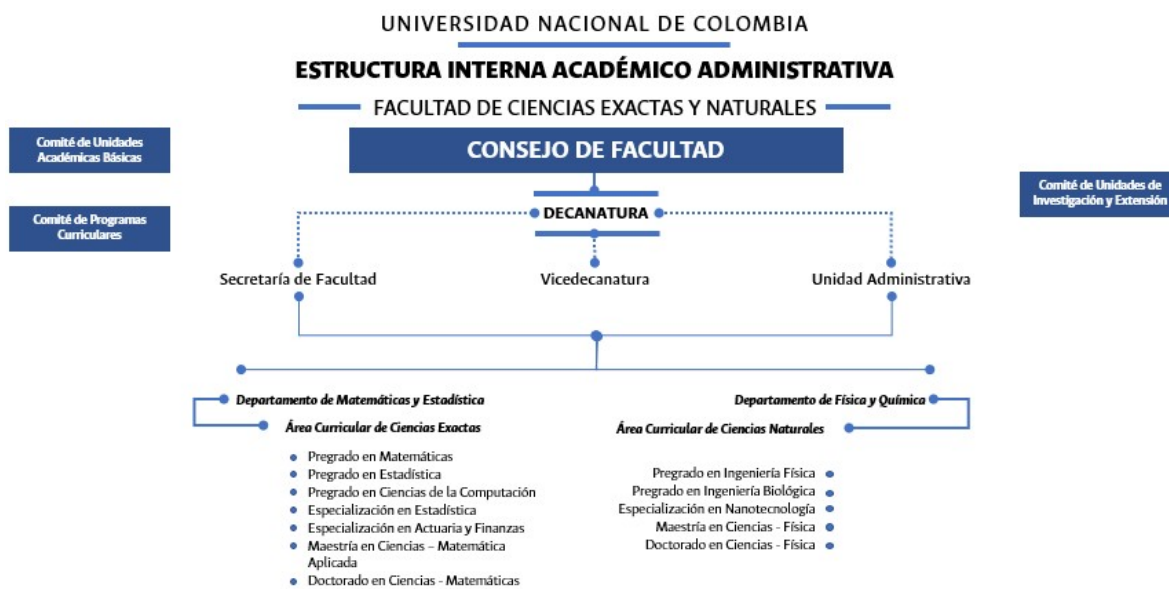 UNIVERSIDAD NACIONAL DE COLOMBIA
ESTRUCTURA INTERNA ACADÉMICO ADMINISTRATIVA
FACULTAD DE CIENCIAS EXACTAS Y NATURALES
Comité de Unidades
Académicas Básicas
CONSEJO DE FACULTAD
Comité de Unidades de
Investigación y Extensión
Comité de Programas
Curriculares
DECANATURA
Secretaría de Facultad
Vicedecanatura
Unidad Administrativa
Departamento de Matemáticas y Estadística
Área Curricular de Ciencias Exactas
Pregrado en Matemáticas
Pregrado en Estadística
Pregrado en Ciencias de la Computación
Especialización en Estadística
Especialización en Actuaria y Finanzas
Maestría en Ciencias – Matemática
Aplicada
Doctorado en Ciencias - Matemáticas
Departamento de Física y Química
Área Curricular de Ciencias Naturales
Pregrado en Ingeniería Física
Pregrado en Ingeniería Biológica
Especialización en Nanotecnología
Maestría en Ciencias - Física
Doctorado en Ciencias - Física